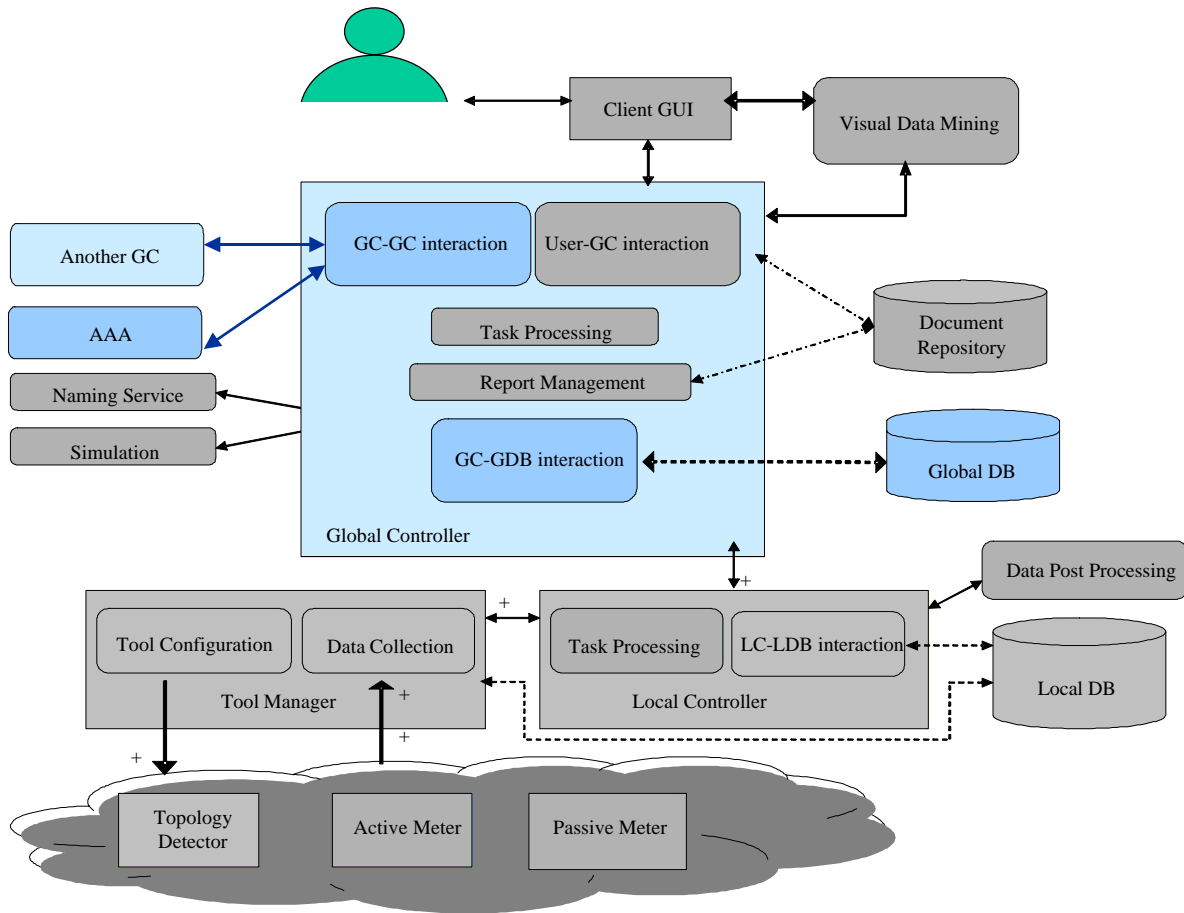 Client GUI
Visual Data Mining
GC-GC interaction
User-GC interaction
Another GC
AAA
Task Processing
Document
Repository
Report Management
Naming Service
Simulation
GC-GDB interaction
Global DB
Global Controller
+
Data Post Processing
+
Tool Configuration
Data Collection
Task Processing
LC-LDB interaction
Local DB
Tool Manager
+
Local Controller
+
+
Topology
Detector
Active Meter
Passive Meter